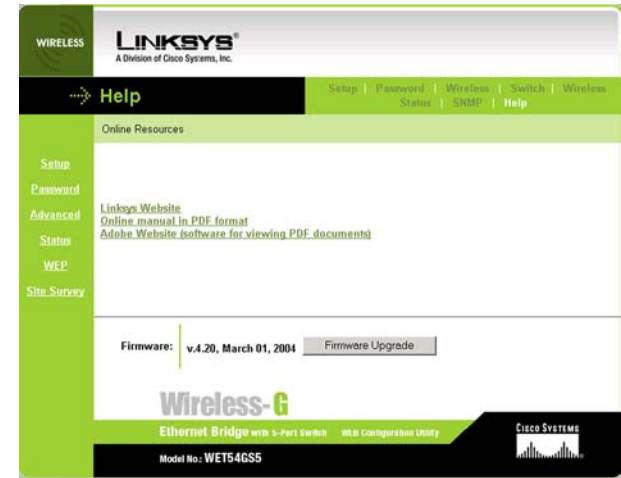 WIRELESS
LINKSYS®
A Division of Cisco Systems, Inc.
Help
Setup | Password | Wireless | Switch | Wireless
Status | SNMP | Help
Online Resources
Setup
Password
Advanced
Status
WEP
Site Survey
Linksys Website
Online manual in PDF format
Adobe Website (software for viewing PDF documents)
Firmware: v.4.20, March 01, 2004 Firmware Upgrade
Wireless-G
Ethernet Bridge with 5-Port Switch WEB Configuration Utility
CISCO SYSTEMS
Model No.: WET54GS5